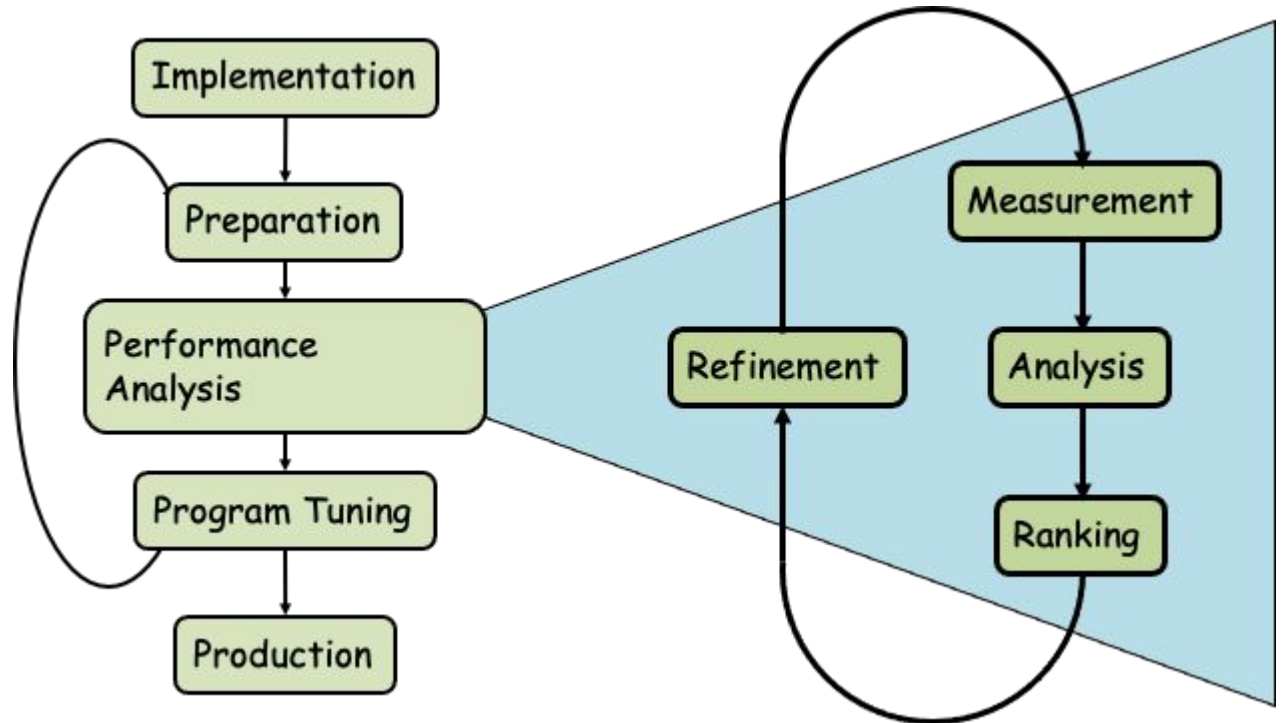 Implementation
Preparation
Performance
Analysis
Program Tuning
Production
Measurement
Refinement
Analysis
Ranking